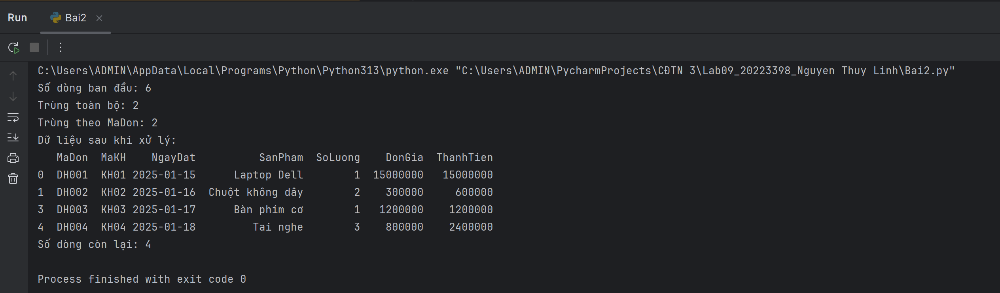 Run Bai2
C:\Users\ADMIN\AppData\Local\Programs\Python\Python313\python.exe "C:\Users\ADMIN\PycharmProjects\CĐTN 3\Lab09_20223398_Nguyen Thuy Linh\Bai2.py"
Số dòng ban đầu: 6
Trùng toàn bộ: 2
Trùng theo MaDon: 2
Dữ liệu sau khi xử lý:
   MaDon  MaKH    NgayDat          SanPham  SoLuong    DonGia  ThanhTien
0  DH001  KH01 2025-01-15      Laptop Dell        1  15000000   15000000
1  DH002  KH02 2025-01-16  Chuột không dây        2    300000     600000
3  DH003  KH03 2025-01-17      Bàn phím cơ        1   1200000    1200000
4  DH004  KH04 2025-01-18         Tai nghe        3    800000    2400000
Số dòng còn lại: 4
Process finished with exit code 0